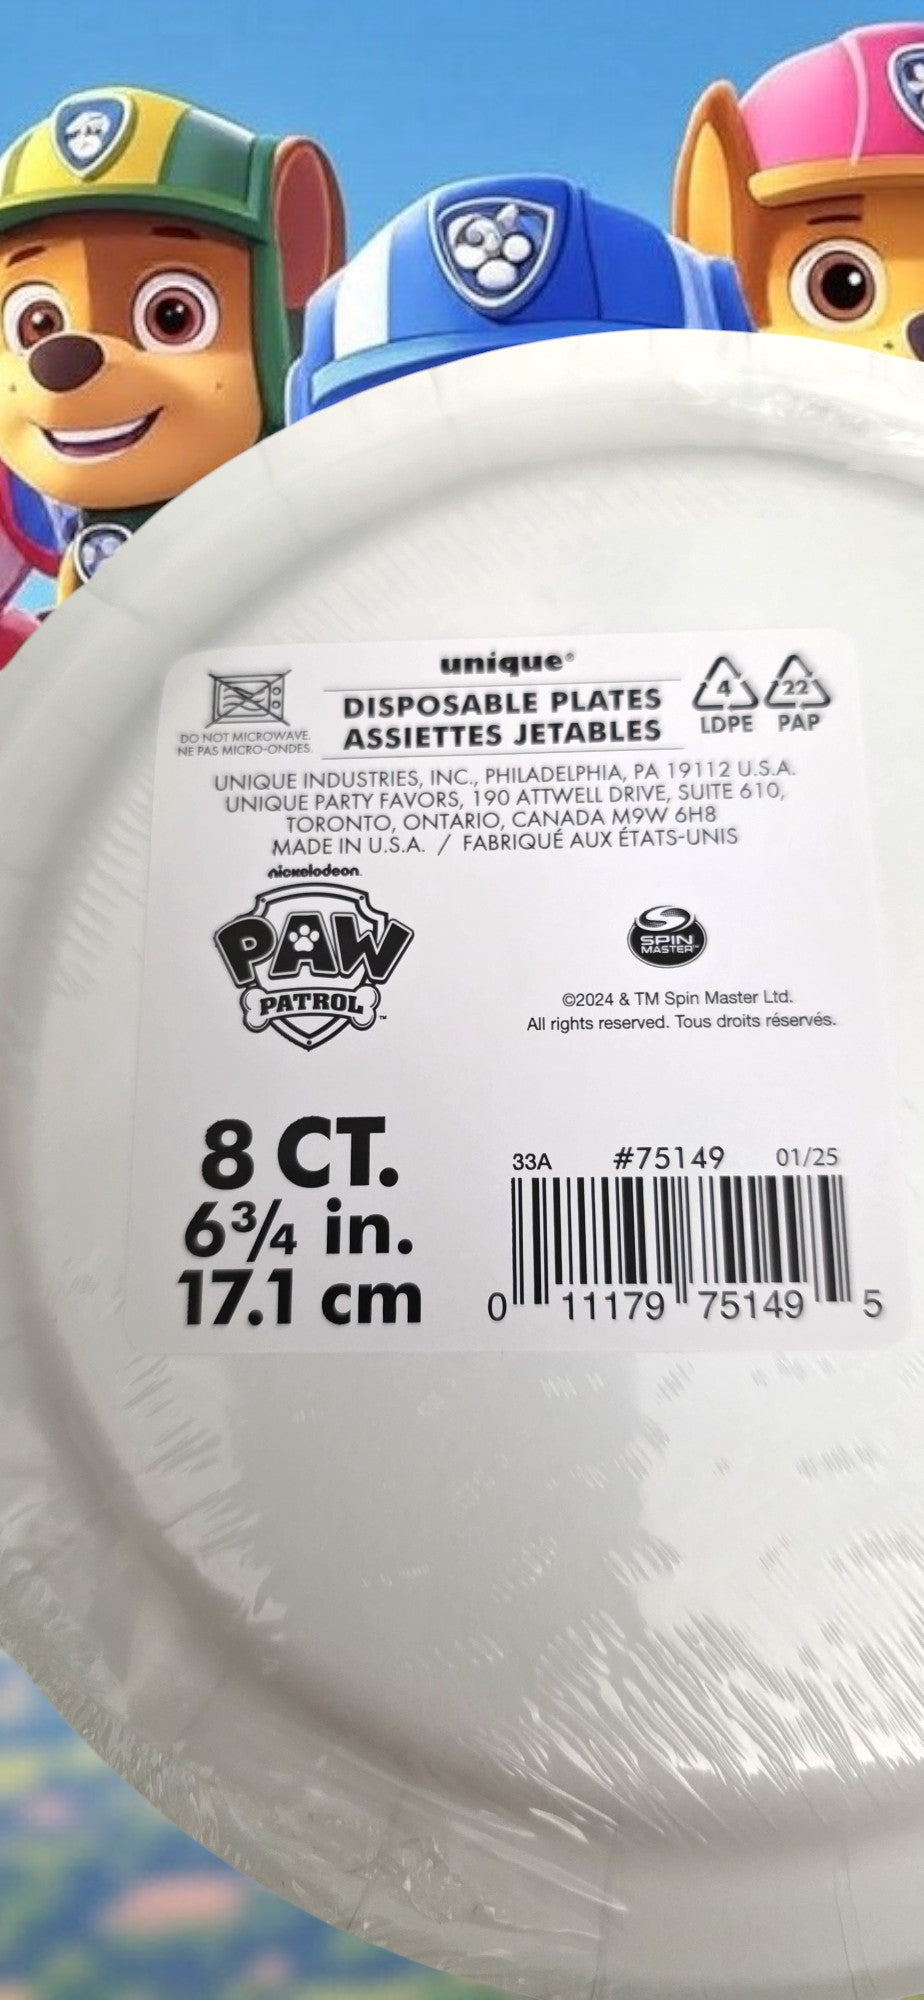 unique®
DISPOSABLE PLATES
ASSIETTES JETABLES
DO NOT MICROWAVE.
NE PAS MICRO-ONDES.
4
LDPE
22
PAP
UNIQUE INDUSTRIES, INC., PHILADELPHIA, PA 19112 U.S.A.
UNIQUE PARTY FAVORS, 190 ATTWELL DRIVE, SUITE 610,
TORONTO, ONTARIO, CANADA M9W 6H8
MADE IN U.S.A. / FABRIQUÉ AUX ÉTATS-UNIS
nickelodeon
PAW
PATROL™
SPIN
MASTER™
©2024 & TM Spin Master Ltd.
All rights reserved. Tous droits réservés.
8 CT.
6¾ in.
17.1 cm
33A #75149 01/25
0 11179 75149 5